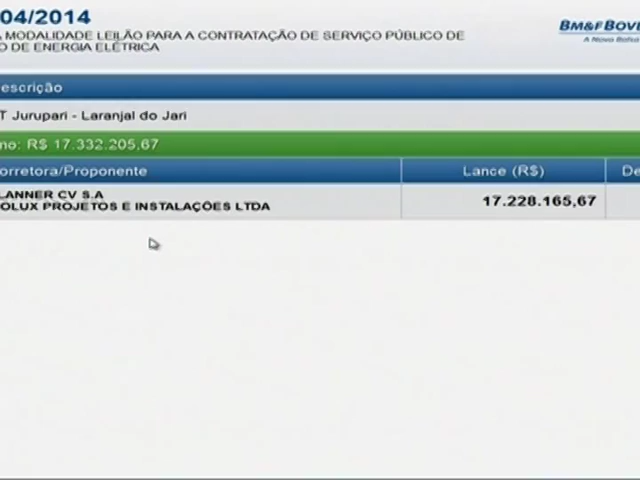 04/2014
BM&F BOVE
A Nova Bolsa
A MODALIDADE LEILÃO PARA A CONTRATAÇÃO DE SERVIÇO PÚBLICO DE
O DE ENERGIA ELÉTRICA
escrição
T Jurupari - Laranjal do Jari
mo: R$ 17.332.205,67
orretora/Proponente Lance (R$) De
LANNER CV S.A
OLUX PROJETOS E INSTALAÇÕES LTDA
17.228.165,67